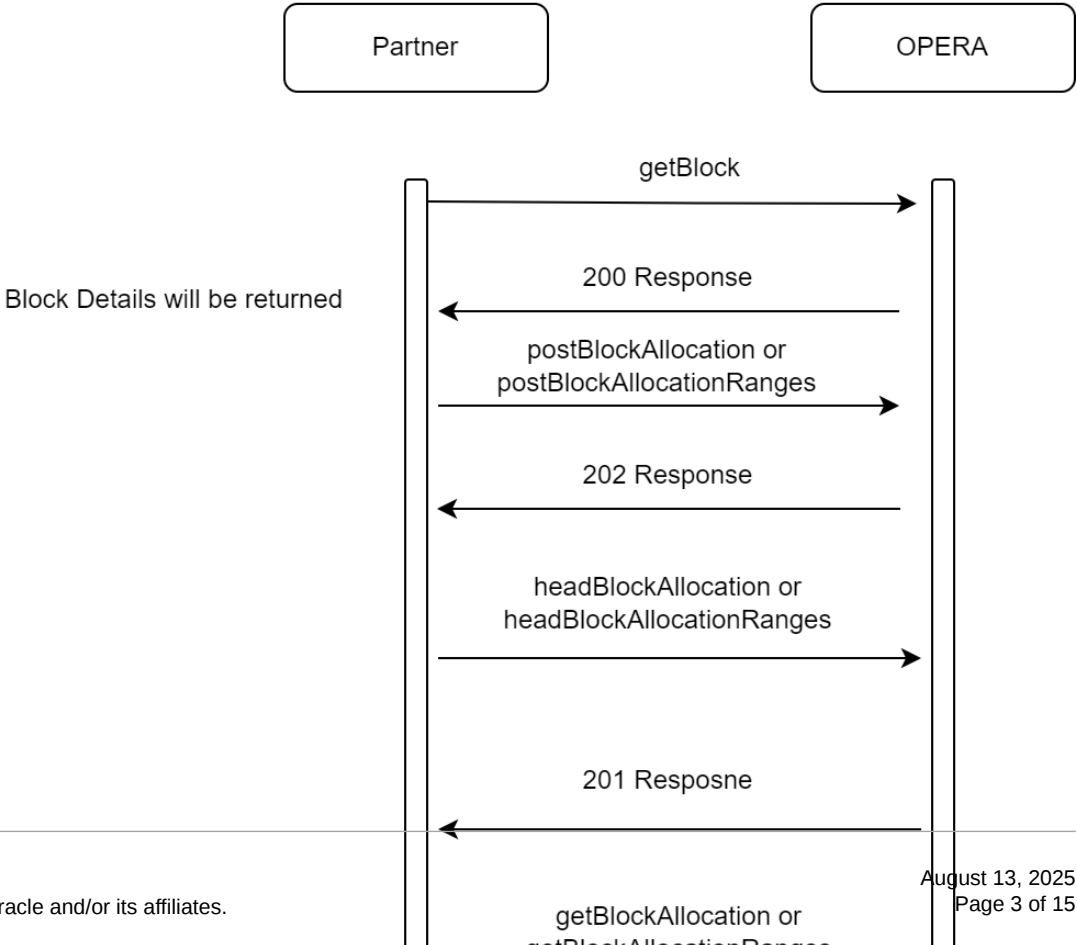 Partner
OPERA
getBlock
200 Response
Block Details will be returned
postBlockAllocation or
postBlockAllocationRanges
202 Response
headBlockAllocation or
headBlockAllocationRanges
201 Resposne
August 13, 2025
racle and/or its affiliates.
Page 3 of 15
getBlockAllocation or
getBlockAllocationRanges